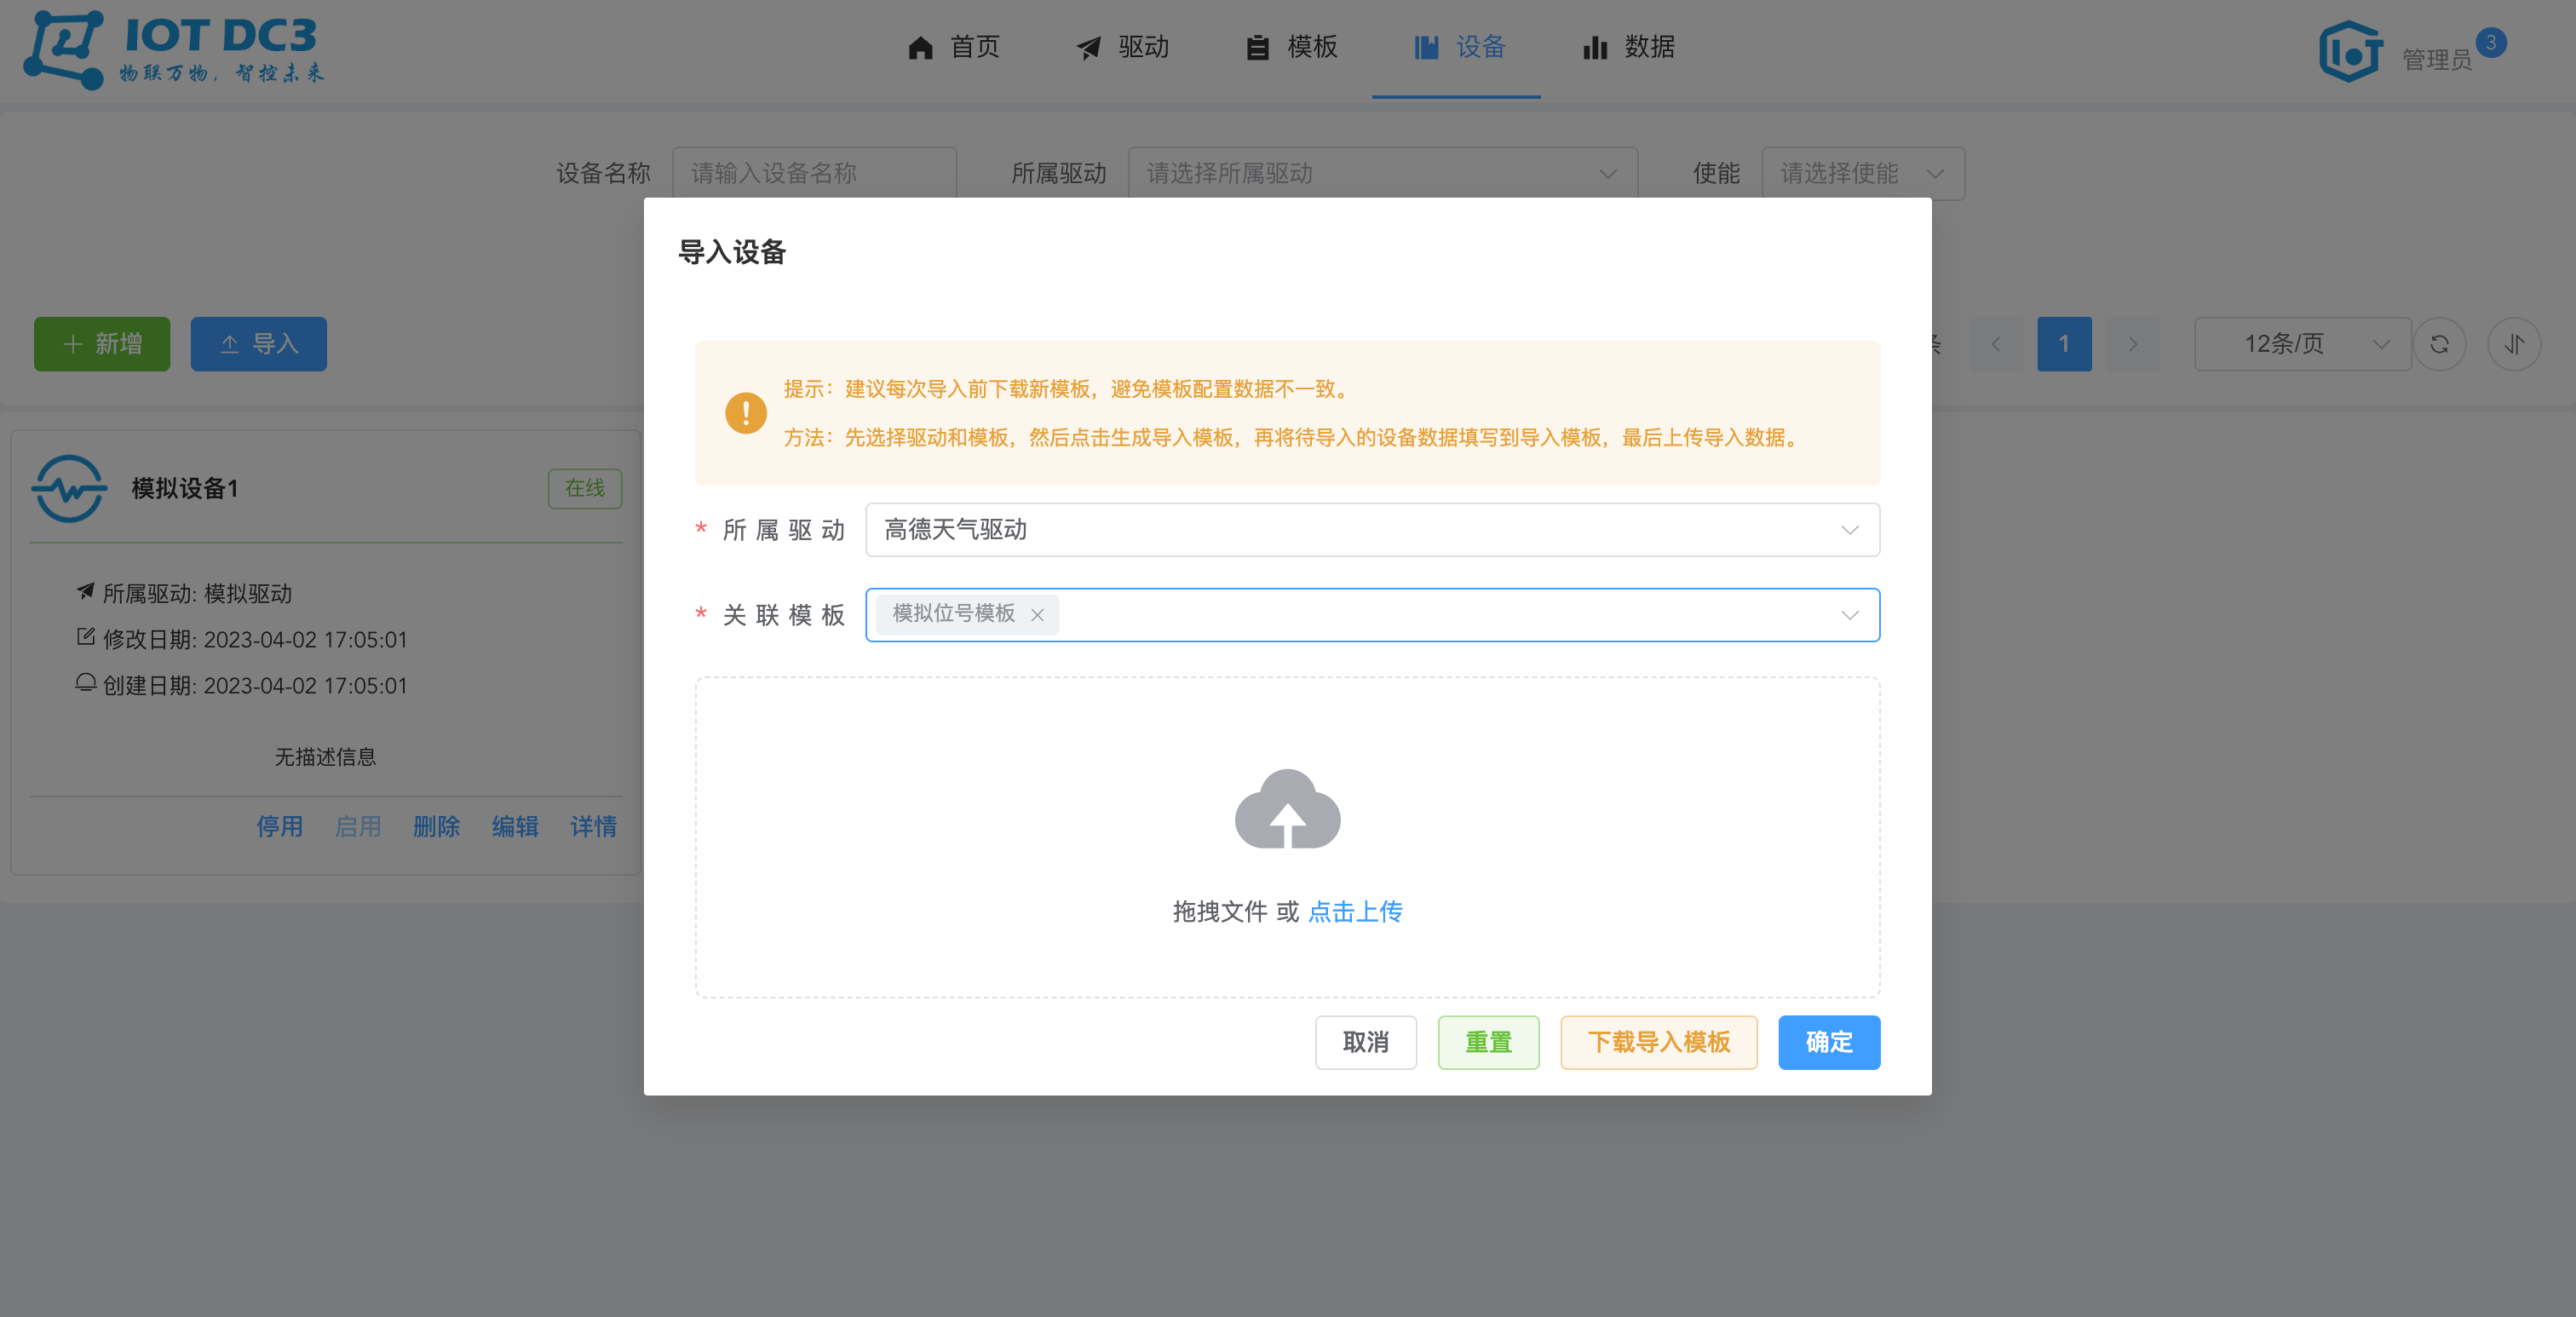 IOT DC3
物联万物，智控未来
首页
驱动
模板
设备
数据
管理员
3
设备名称 请输入设备名称
所属驱动 请选择所属驱动
使能 请选择使能
新增
导入
条
1
12条/页
模拟设备1
在线
所属驱动: 模拟驱动
修改日期: 2023-04-02 17:05:01
创建日期: 2023-04-02 17:05:01
无描述信息
停用 启用 删除 编辑 详情
导入设备
提示：建议每次导入前下载新模板，避免模板配置数据不一致。
方法：先选择驱动和模板，然后点击生成导入模板，再将待导入的设备数据填写到导入模板，最后上传导入数据。
* 所属驱动 高德天气驱动
* 关联模板 模拟位号模板
拖拽文件 或 点击上传
取消 重置 下载导入模板 确定